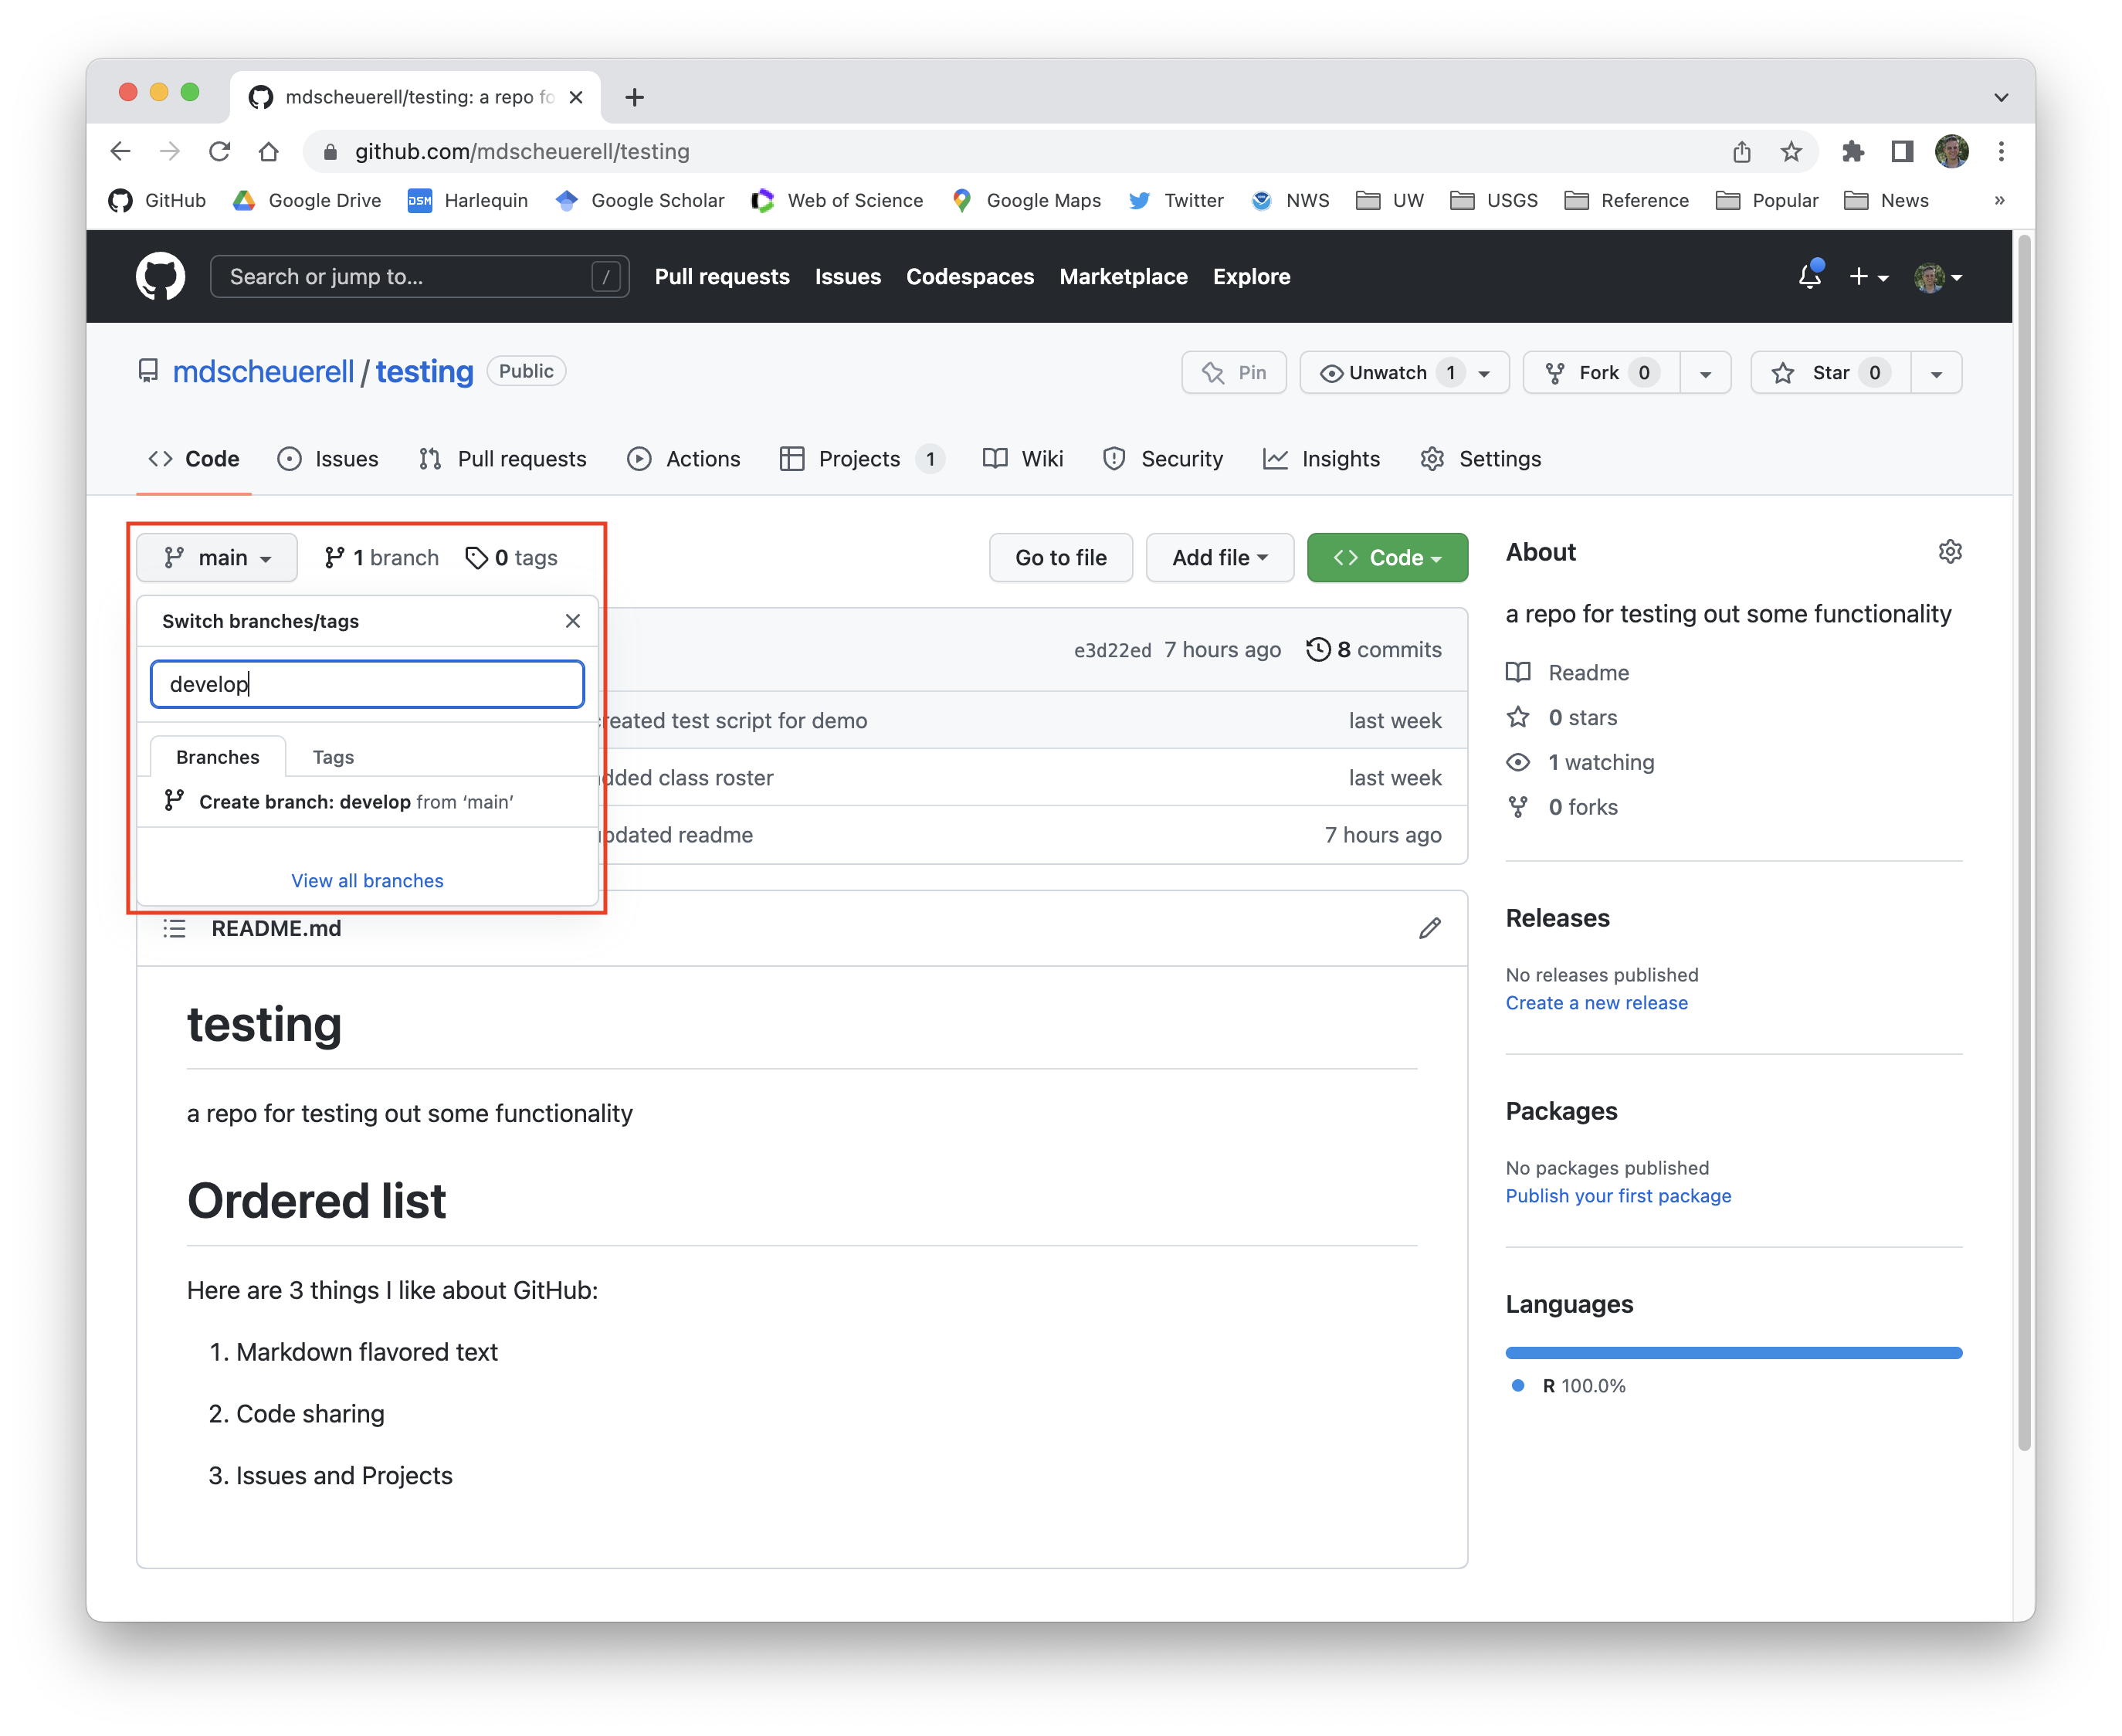 mdscheuerell/testing: a repo fo
github.com/mdscheuerell/testing
GitHub Google Drive DSM Harlequin Google Scholar Web of Science Google Maps Twitter NWS UW USGS Reference Popular News »
Search or jump to... / Pull requests Issues Codespaces Marketplace Explore
mdscheuerell / testing Public Pin Unwatch 1 Fork 0 Star 0
Code Issues Pull requests Actions Projects 1 Wiki Security Insights Settings
main 1 branch 0 tags Go to file Add file Code
Switch branches/tags
develop
Branches Tags
Create branch: develop from ‘main’
View all branches
e3d22ed 7 hours ago 8 commits
reated test script for demo last week
dded class roster last week
pdated readme 7 hours ago
README.md
testing
a repo for testing out some functionality
Ordered list
Here are 3 things I like about GitHub:
1. Markdown flavored text
2. Code sharing
3. Issues and Projects
About
a repo for testing out some functionality
Readme
0 stars
1 watching
0 forks
Releases
No releases published
Create a new release
Packages
No packages published
Publish your first package
Languages
R 100.0%